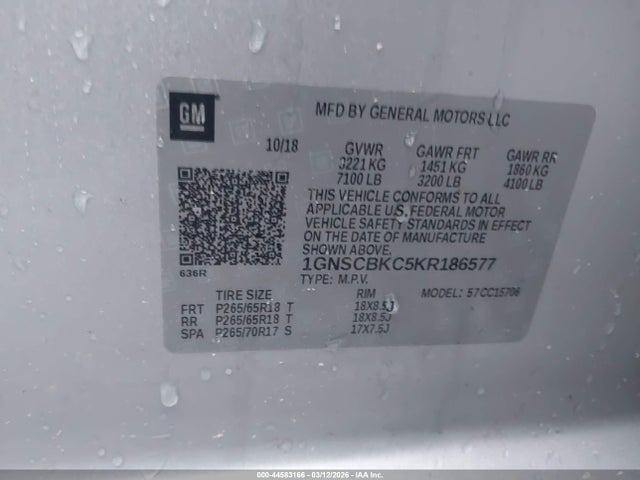 GM
MFD BY GENERAL MOTORS LLC
10/18 GVWR GAWR FRT GAWR RR
3221 KG 1451 KG 1860 KG
7100 LB 3200 LB 4100 LB
THIS VEHICLE CONFORMS TO ALL
APPLICABLE U.S. FEDERAL MOTOR
VEHICLE SAFETY STANDARDS IN EFFECT
ON THE DATE OF MANUFACTURE
SHOWN ABOVE.
636R
1GNSCBKC5KR186577
TYPE: M.P.V. MODEL: 57CC15706
TIRE SIZE RIM
FRT P265/65R18 T 18X8.5J
RR P265/65R18 T 18X8.5J
SPA P265/70R17 S 17X7.5J
000-44583166 - 03/12/2026 - IAA Inc.